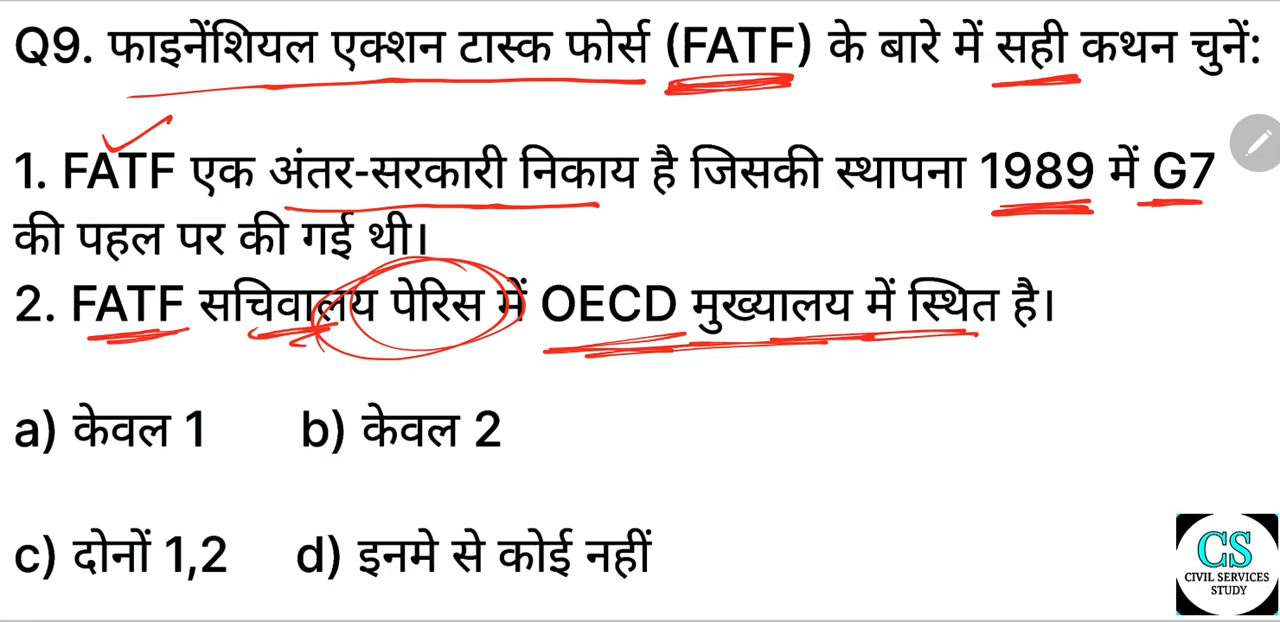 Q9. फाइनेंशियल एक्शन टास्क फोर्स (FATF) के बारे में सही कथन चुनें:
1. FATF एक अंतर-सरकारी निकाय है जिसकी स्थापना 1989 में G7
की पहल पर की गई थी।
2. FATF सचिवालय पेरिस में OECD मुख्यालय में स्थित है।
a) केवल 1 b) केवल 2
c) दोनों 1,2 d) इनमे से कोई नहीं
CS
CIVIL SERVICES
STUDY